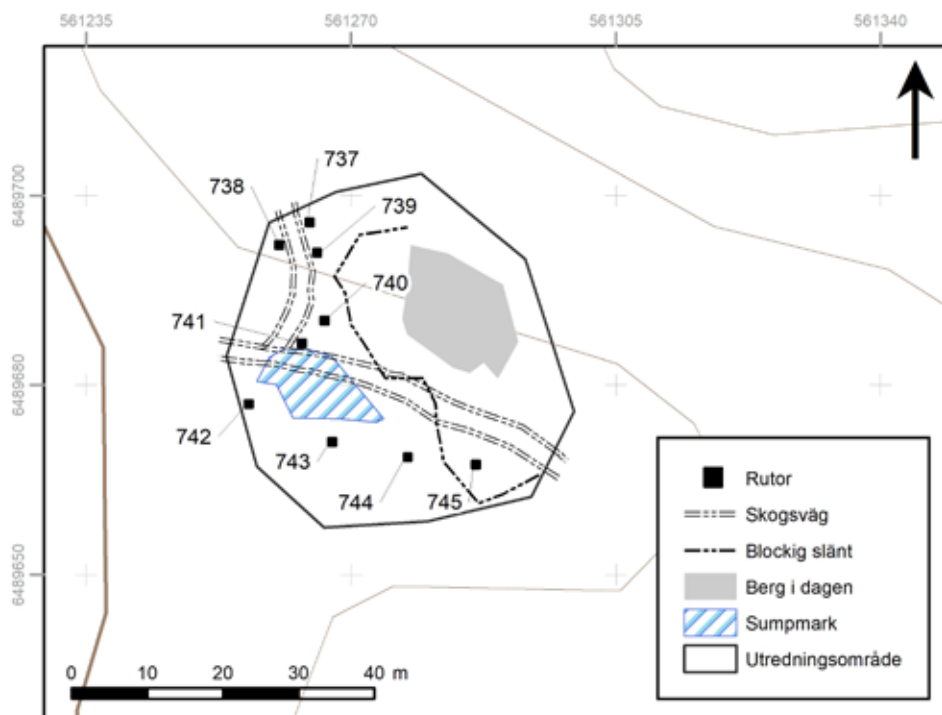 561235 561270 561305 561340
6489700
6489680
6489650
737
738
739
740
741
742
743
744
745
Rutor
Skogsväg
Blockig slänt
Berg i dagen
Sumpmark
Utredningsområde
0 10 20 30 40 m